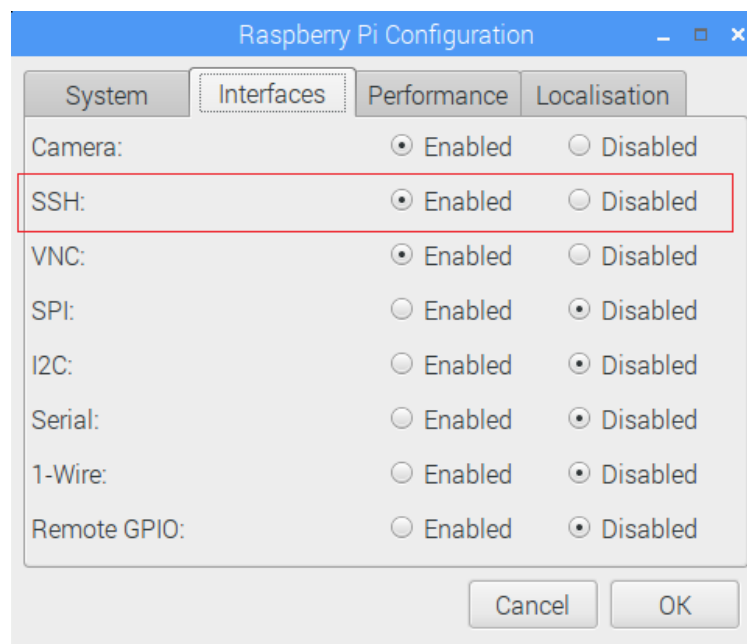 Raspberry Pi Configuration
System Interfaces Performance Localisation
Camera: Enabled Disabled
SSH: Enabled Disabled
VNC: Enabled Disabled
SPI: Enabled Disabled
I2C: Enabled Disabled
Serial: Enabled Disabled
1-Wire: Enabled Disabled
Remote GPIO: Enabled Disabled
Cancel OK